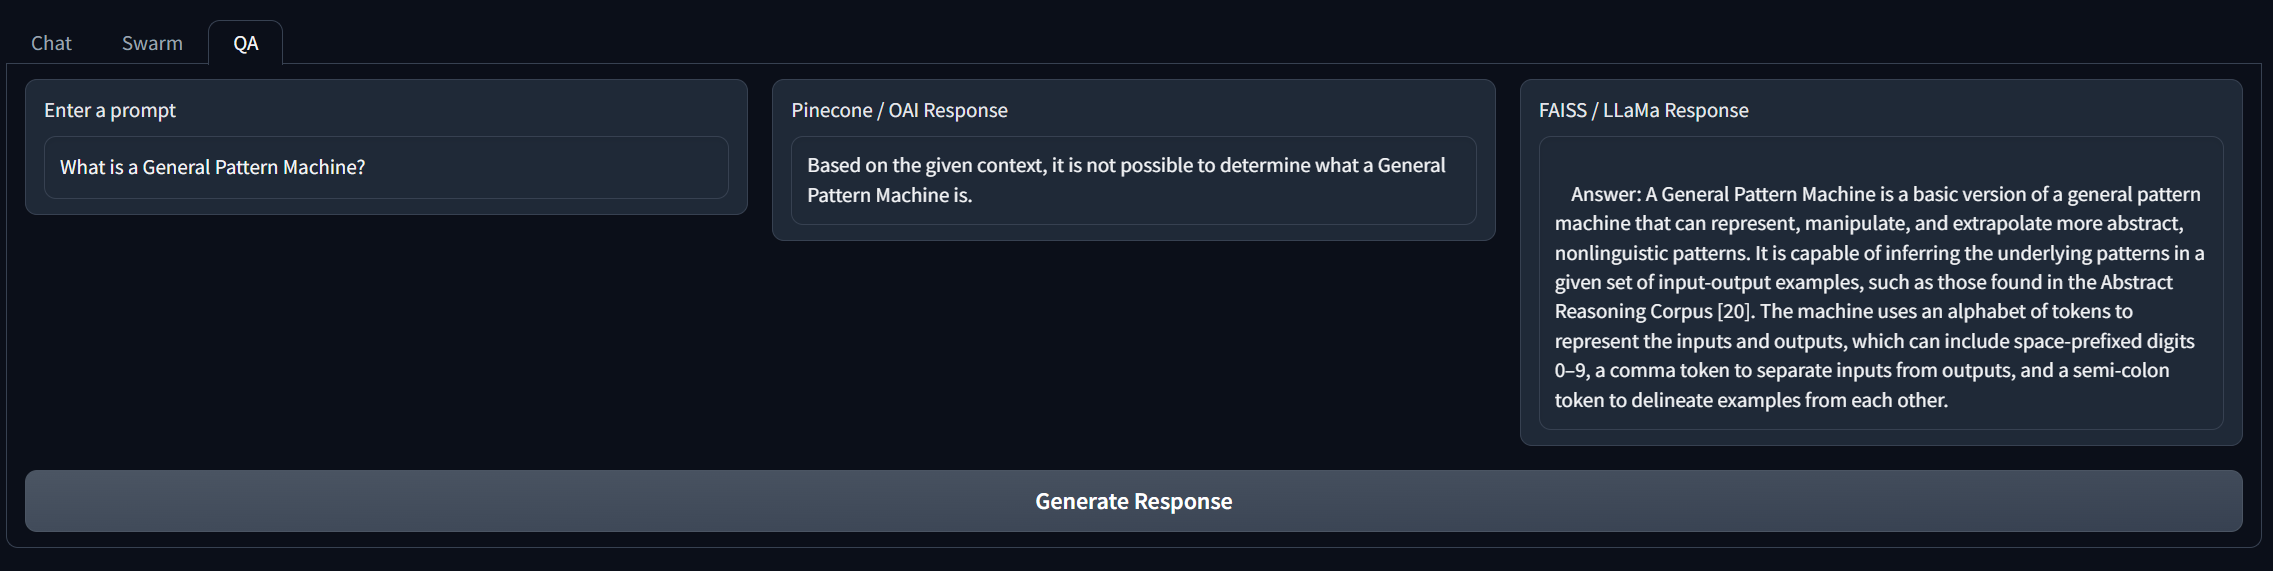 Chat
Swarm
QA
Enter a prompt
What is a General Pattern Machine?
Pinecone / OAI Response
Based on the given context, it is not possible to determine what a General
Pattern Machine is.
FAISS / LLaMa Response
Answer: A General Pattern Machine is a basic version of a general pattern
machine that can represent, manipulate, and extrapolate more abstract,
nonlinguistic patterns. It is capable of inferring the underlying patterns in a
given set of input-output examples, such as those found in the Abstract
Reasoning Corpus [20]. The machine uses an alphabet of tokens to
represent the inputs and outputs, which can include space-prefixed digits
0–9, a comma token to separate inputs from outputs, and a semi-colon
token to delineate examples from each other.
Generate Response